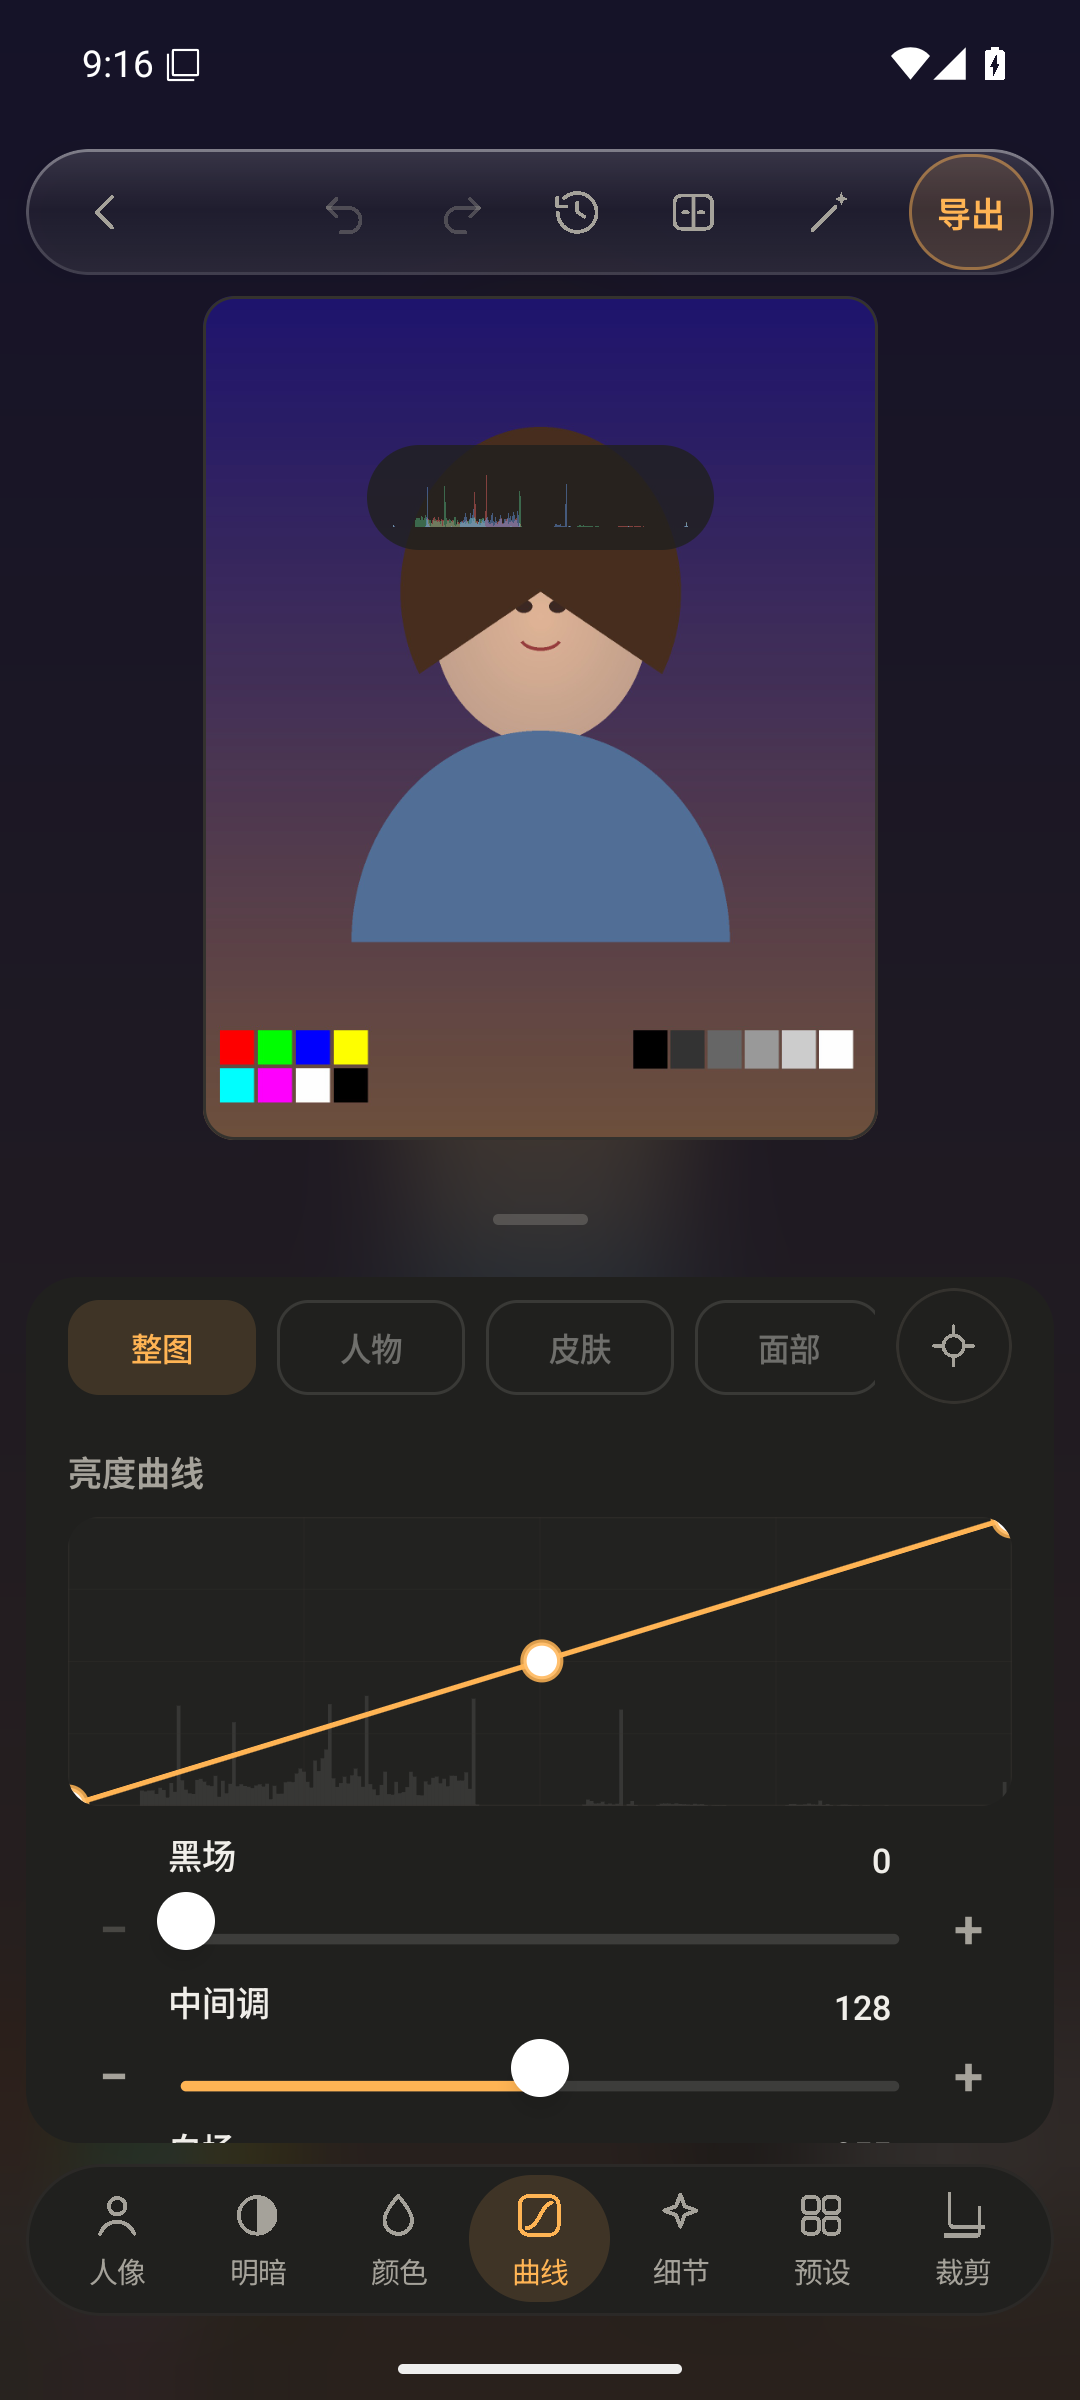 9:16
导出
整图 人物 皮肤 面部
亮度曲线
黑场 0
中间调 128
人像 明暗 颜色 曲线 细节 预设 裁剪